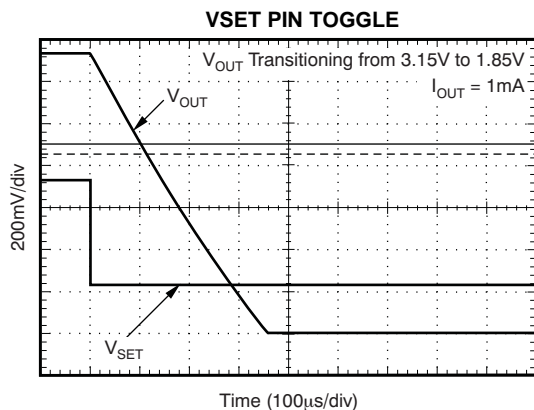 VSET PIN TOGGLE
VOUT Transitioning from 3.15V to 1.85V
IOUT = 1mA
VOUT
200mV/div
VSET
Time (100μs/div)